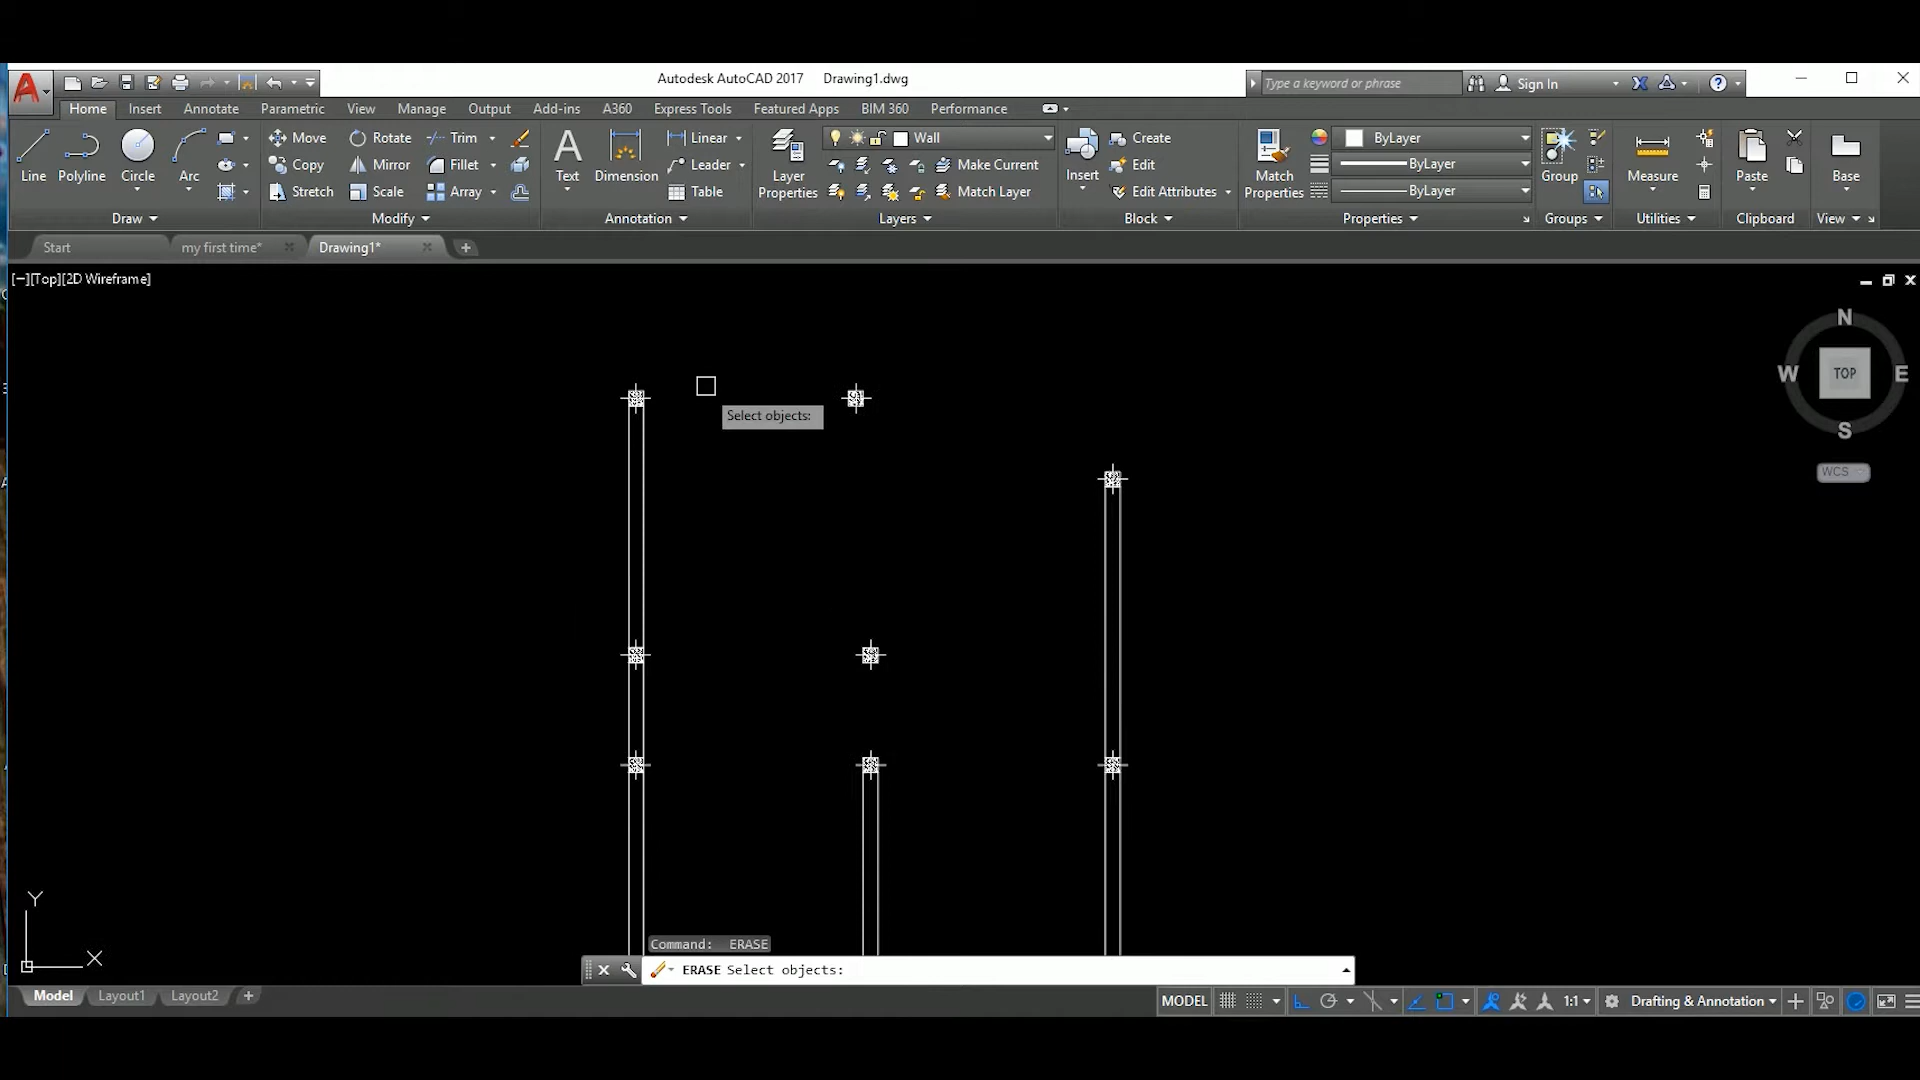 Autodesk AutoCAD 2017 Drawing1.dwg
Type a keyword or phrase
Sign In
Home Insert Annotate Parametric View Manage Output Add-ins A360 Express Tools Featured Apps BIM 360 Performance
Line Polyline Circle Arc
Draw
Move Rotate Trim
Copy Mirror Fillet
Stretch Scale Array
Modify
Text Dimension
Linear
Leader
Table
Annotation
Layer Properties
Wall
Make Current
Match Layer
Layers
Insert
Create
Edit
Edit Attributes
Block
Match Properties
ByLayer
ByLayer
ByLayer
Properties
Group
Groups
Measure
Utilities
Paste
Clipboard
Base
View
Start my first time* Drawing1*
[−][Top][2D Wireframe]
N
W TOP E
S
WCS
Select objects:
Y
X
Command: ERASE
ERASE Select objects:
Model Layout1 Layout2
MODEL 1:1 Drafting & Annotation